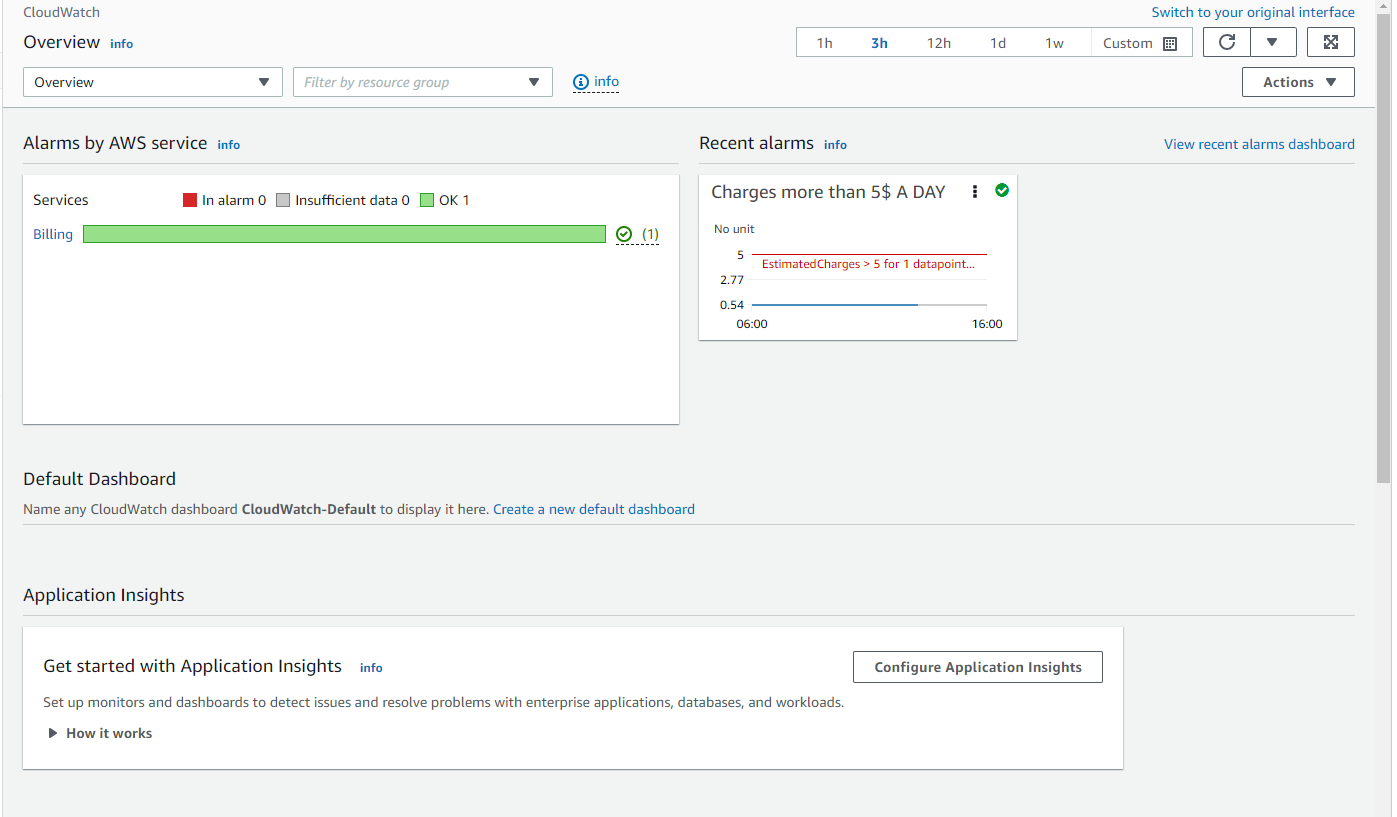 CloudWatch
Switch to your original interface
Overview info
1h 3h 12h 1d 1w Custom
Overview
Filter by resource group
info
Actions
Alarms by AWS service info
Services
In alarm 0 Insufficient data 0 OK 1
Billing
(1)
Recent alarms info
View recent alarms dashboard
Charges more than 5$ A DAY
No unit
5
EstimatedCharges > 5 for 1 datapoint...
2.77
0.54
06:00 16:00
Default Dashboard
Name any CloudWatch dashboard CloudWatch-Default to display it here. Create a new default dashboard
Application Insights
Get started with Application Insights info
Configure Application Insights
Set up monitors and dashboards to detect issues and resolve problems with enterprise applications, databases, and workloads.
How it works